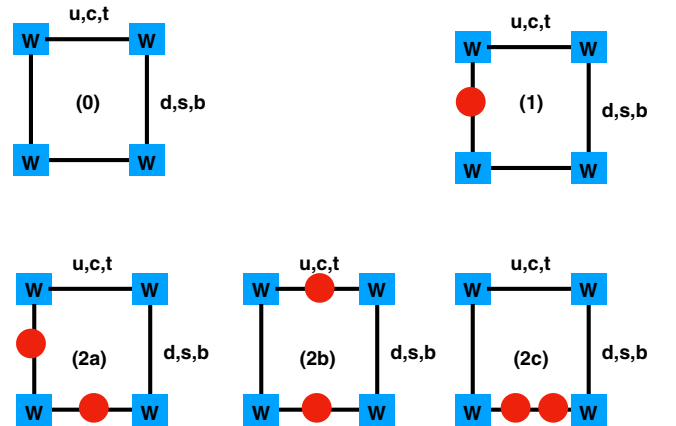 u,c,t
W W
(0) d,s,b
W W
u,c,t
W W
(1) d,s,b
W W
u,c,t
W W
(2a) d,s,b
W W
u,c,t
W W
(2b) d,s,b
W W
u,c,t
W W
(2c) d,s,b
W W